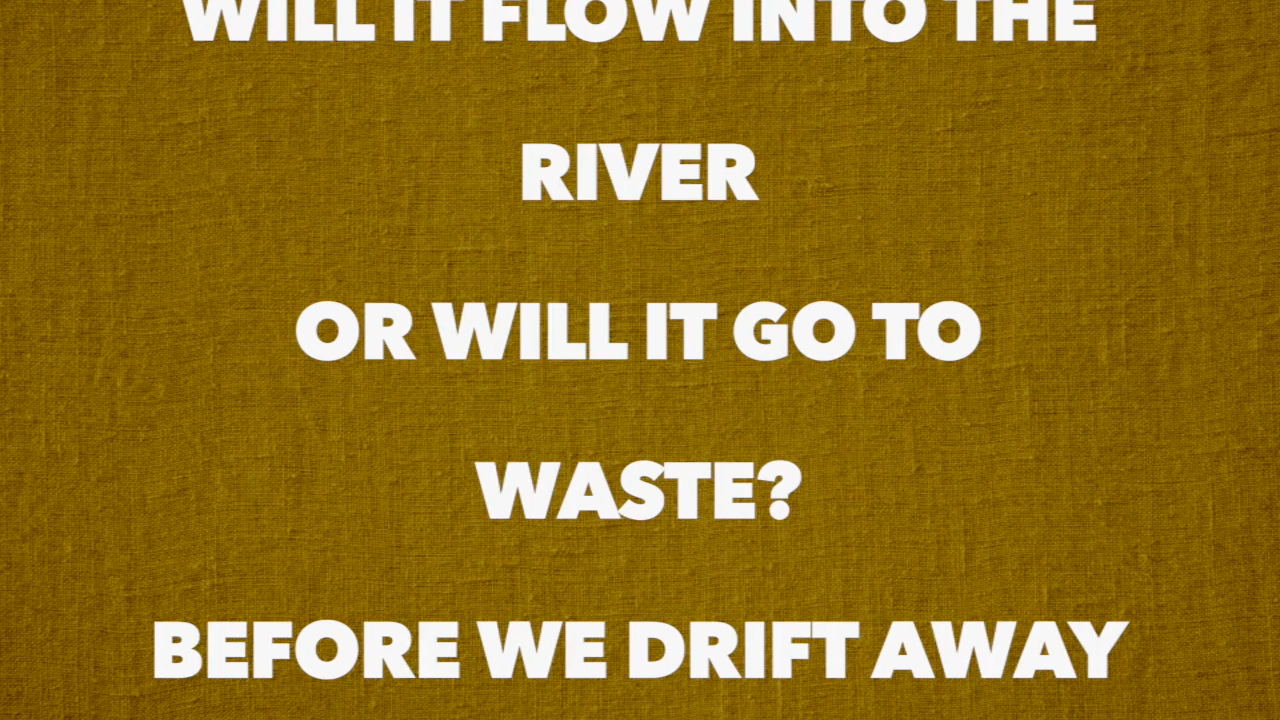 WILL IT FLOW INTO THE
RIVER
OR WILL IT GO TO
WASTE?
BEFORE WE DRIFT AWAY